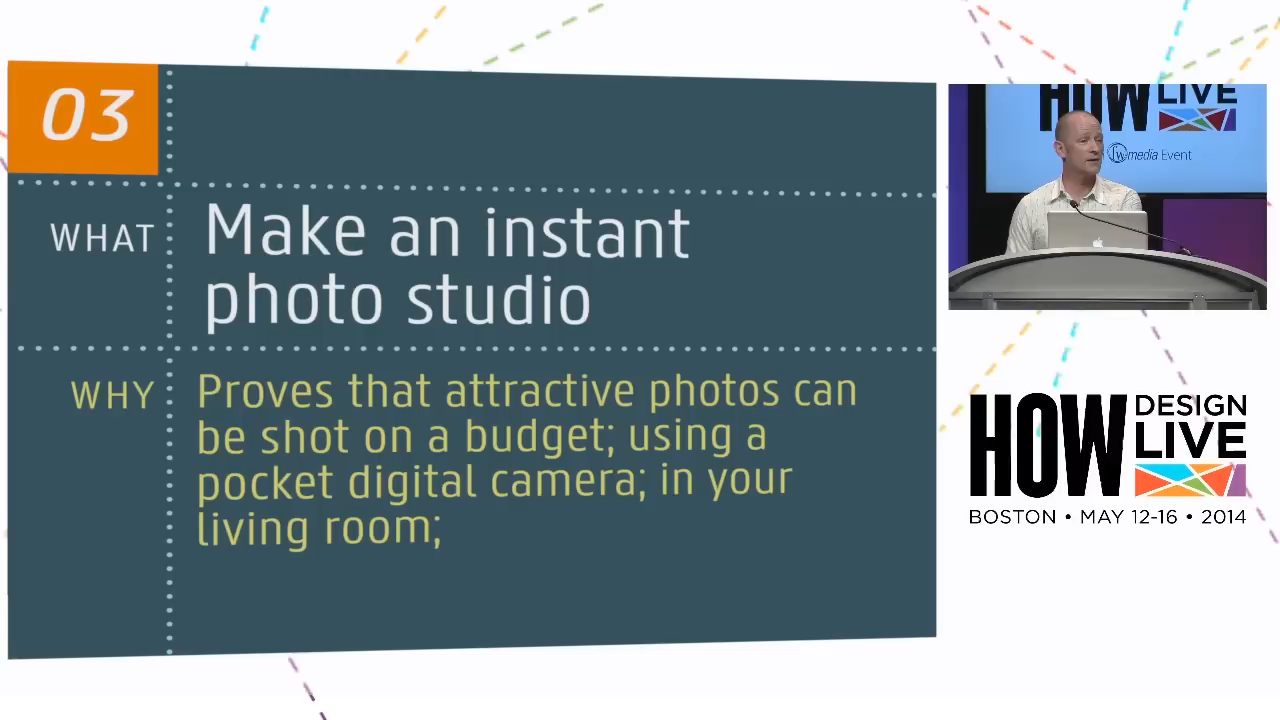 03
WHAT
Make an instant
photo studio
WHY
Proves that attractive photos can
be shot on a budget; using a
pocket digital camera; in your
living room;
HOW
LIVE
fwmedia Event
HOW
DESIGN
LIVE
BOSTON • MAY 12-16 • 2014